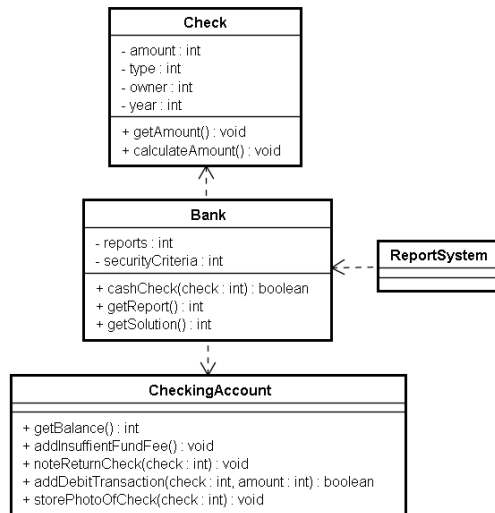 Check
- amount : int
- type : int
- owner : int
- year : int
+ getAmount() : void
+ calculateAmount() : void
Bank
- reports : int
- securityCriteria : int
+ cashCheck(check : int) : boolean
+ getReport() : int
+ getSolution() : int
ReportSystem
CheckingAccount
+ getBalance() : int
+ addInsuffientFundFee() : void
+ noteReturnCheck(check : int) : void
+ addDebitTransaction(check : int, amount : int) : boolean
+ storePhotoOfCheck(check : int) : void